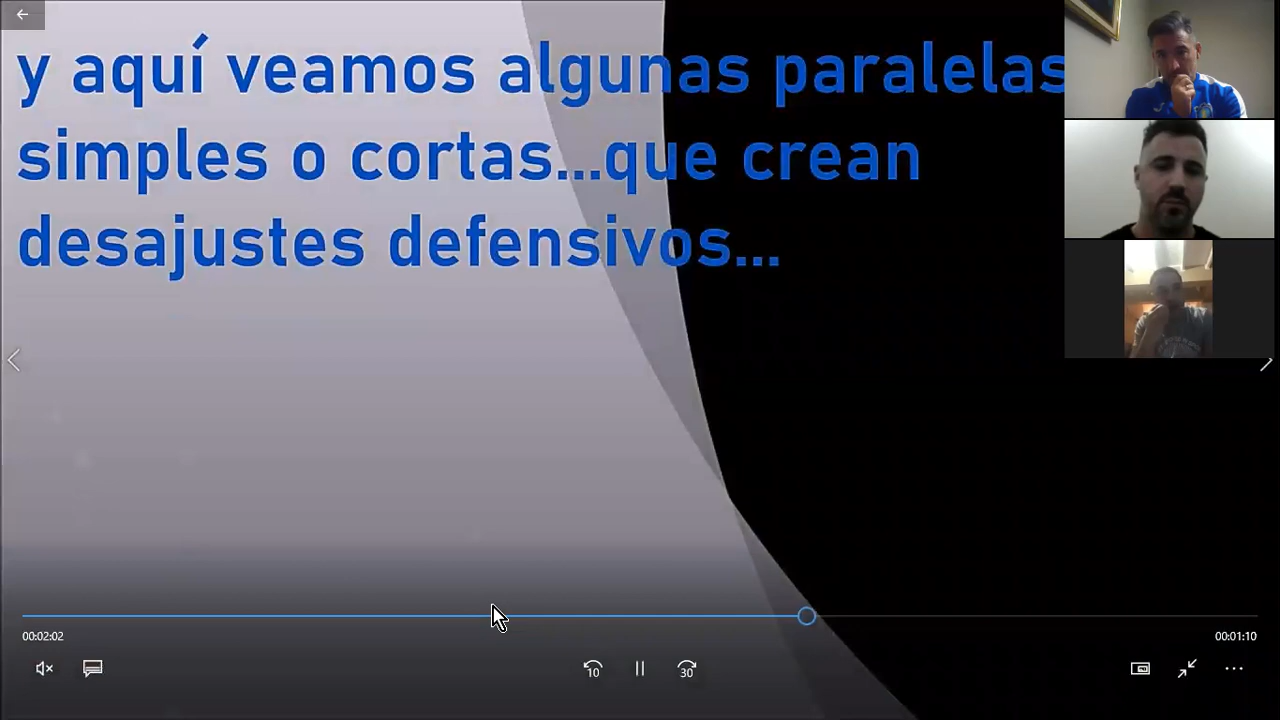 y aquí veamos algunas paralelas
simples o cortas...que crean
desajustes defensivos...
00:02:02
00:01:10
10
30